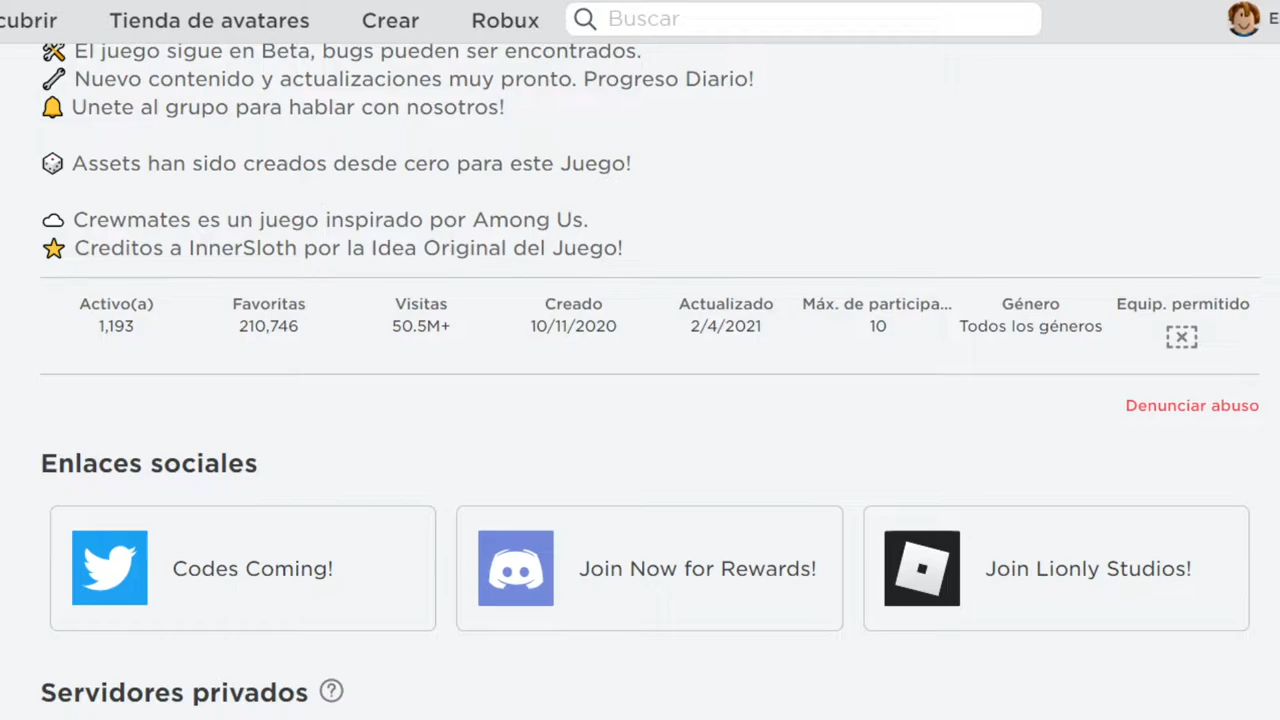 cubrir Tienda de avatares Crear Robux Buscar E
El juego sigue en Beta, bugs pueden ser encontrados.
Nuevo contenido y actualizaciones muy pronto. Progreso Diario!
Unete al grupo para hablar con nosotros!
Assets han sido creados desde cero para este Juego!
Crewmates es un juego inspirado por Among Us.
Creditos a InnerSloth por la Idea Original del Juego!
Activo(a) Favoritas Visitas Creado Actualizado Máx. de participa... Género Equip. permitido
1,193 210,746 50.5M+ 10/11/2020 2/4/2021 10 Todos los géneros
Denunciar abuso
Enlaces sociales
Codes Coming! Join Now for Rewards! Join Lionly Studios!
Servidores privados ?